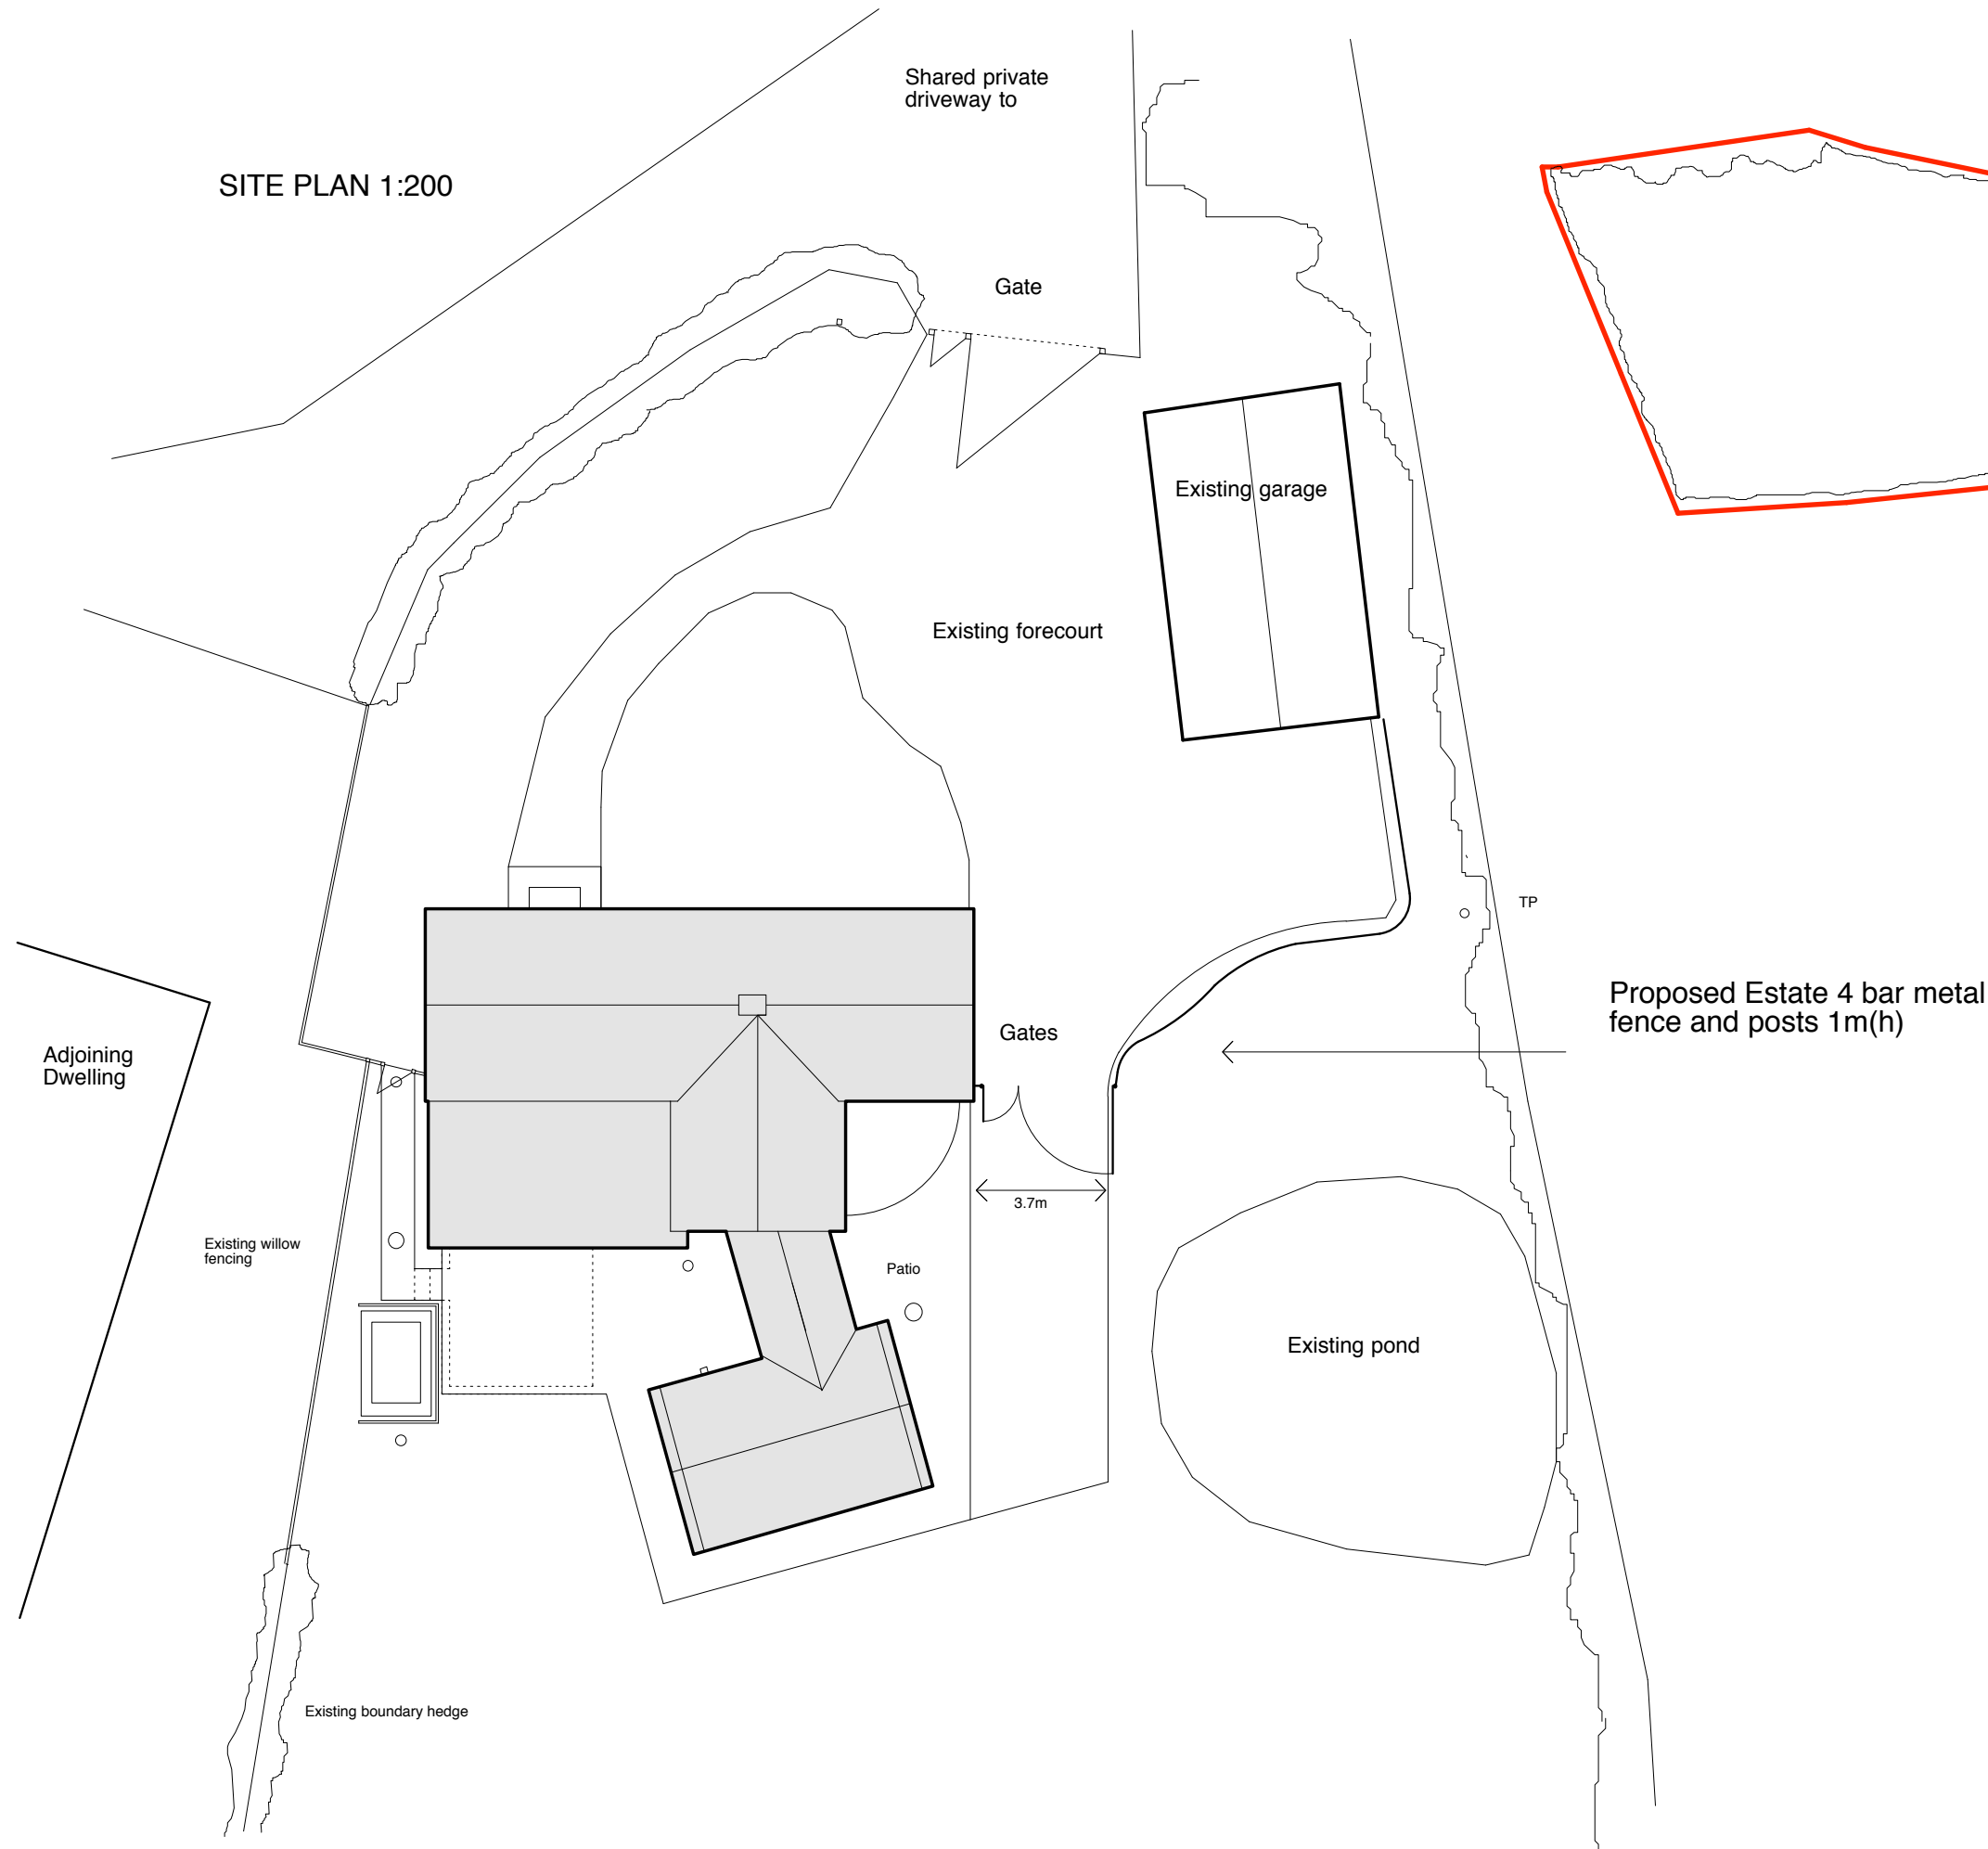 Shared private
driveway to
SITE PLAN 1:200
Gate
Existing garage
Existing forecourt
TP
Proposed Estate 4 bar metal
fence and posts 1m(h)
Gates
Adjoining
Dwelling
3.7m
Existing willow
fencing
Patio
Existing pond
Existing boundary hedge